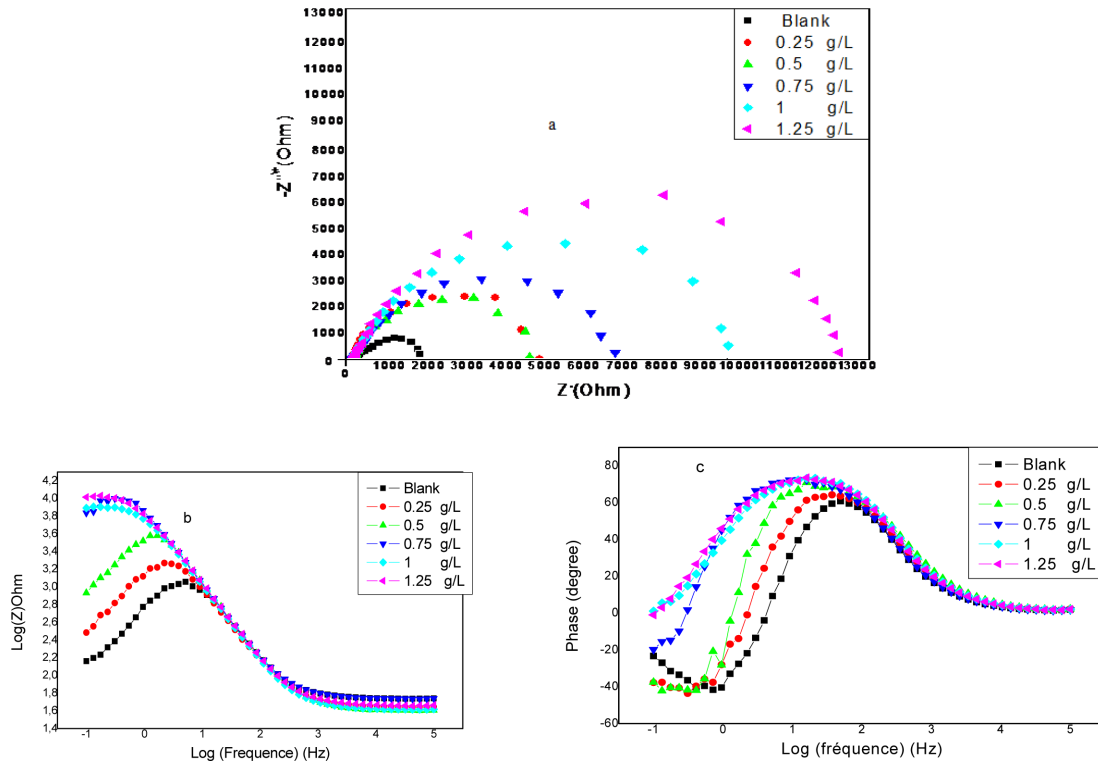 13000
12000
11000
10000
9000
8000
7000
6000
5000
4000
3000
2000
1000
0
-Z''(Ohm)
a
Blank
0.25 g/L
0.5 g/L
0.75 g/L
1 g/L
1.25 g/L
0 1000 2000 3000 4000 5000 6000 7000 8000 9000 10000 11000 12000 13000
Z'(Ohm)
4,2
4,0
3,6
3,2
2,8
2,6
2,4
2,2
2,0
1,8
1,6
1,4
Log(Z)Ohm
b
Blank
0.25 g/L
0.5 g/L
0.75 g/L
1 g/L
1.25 g/L
-1 0 1 2 3 4 5
Log (Frequence) (Hz)
80
60
40
20
0
-20
-40
-60
Phase (degree)
c
Blank
0.25 g/L
0.5 g/L
0.75 g/L
1 g/L
1.25 g/L
-1 0 1 2 3 4 5
Log (fréquence) (Hz)